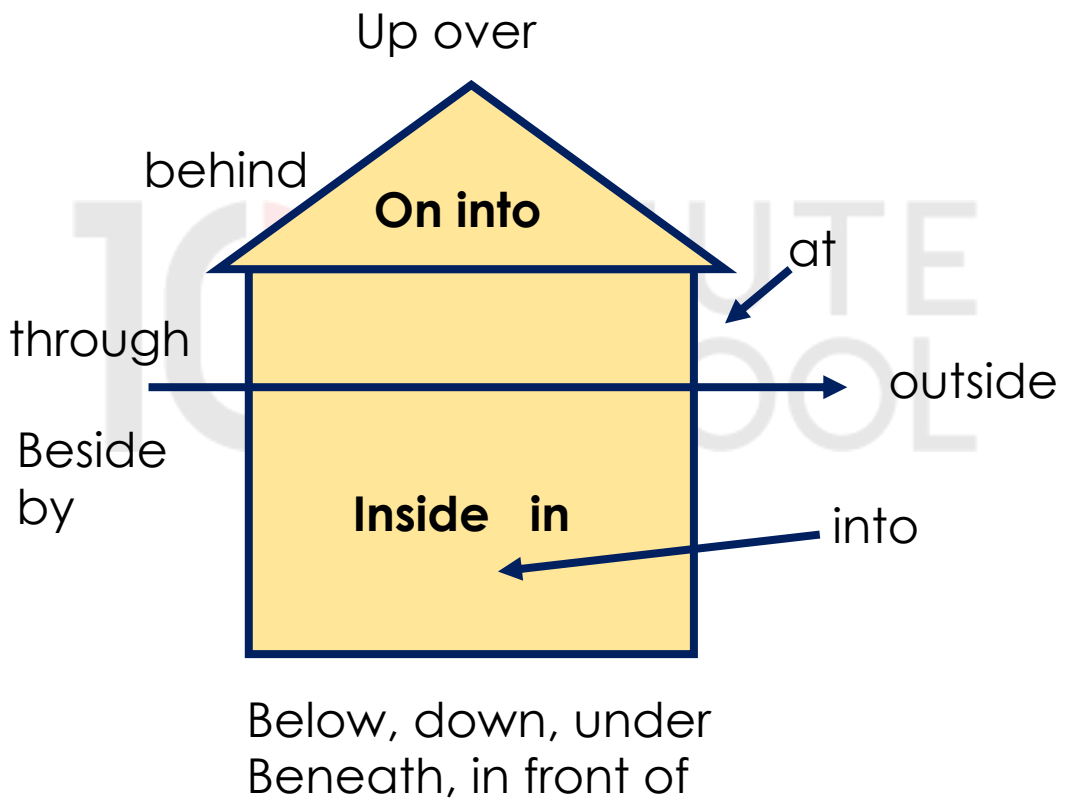 Up over
behind
On into
at
through
outside
Beside
by
Inside in
into
Below, down, under
Beneath, in front of